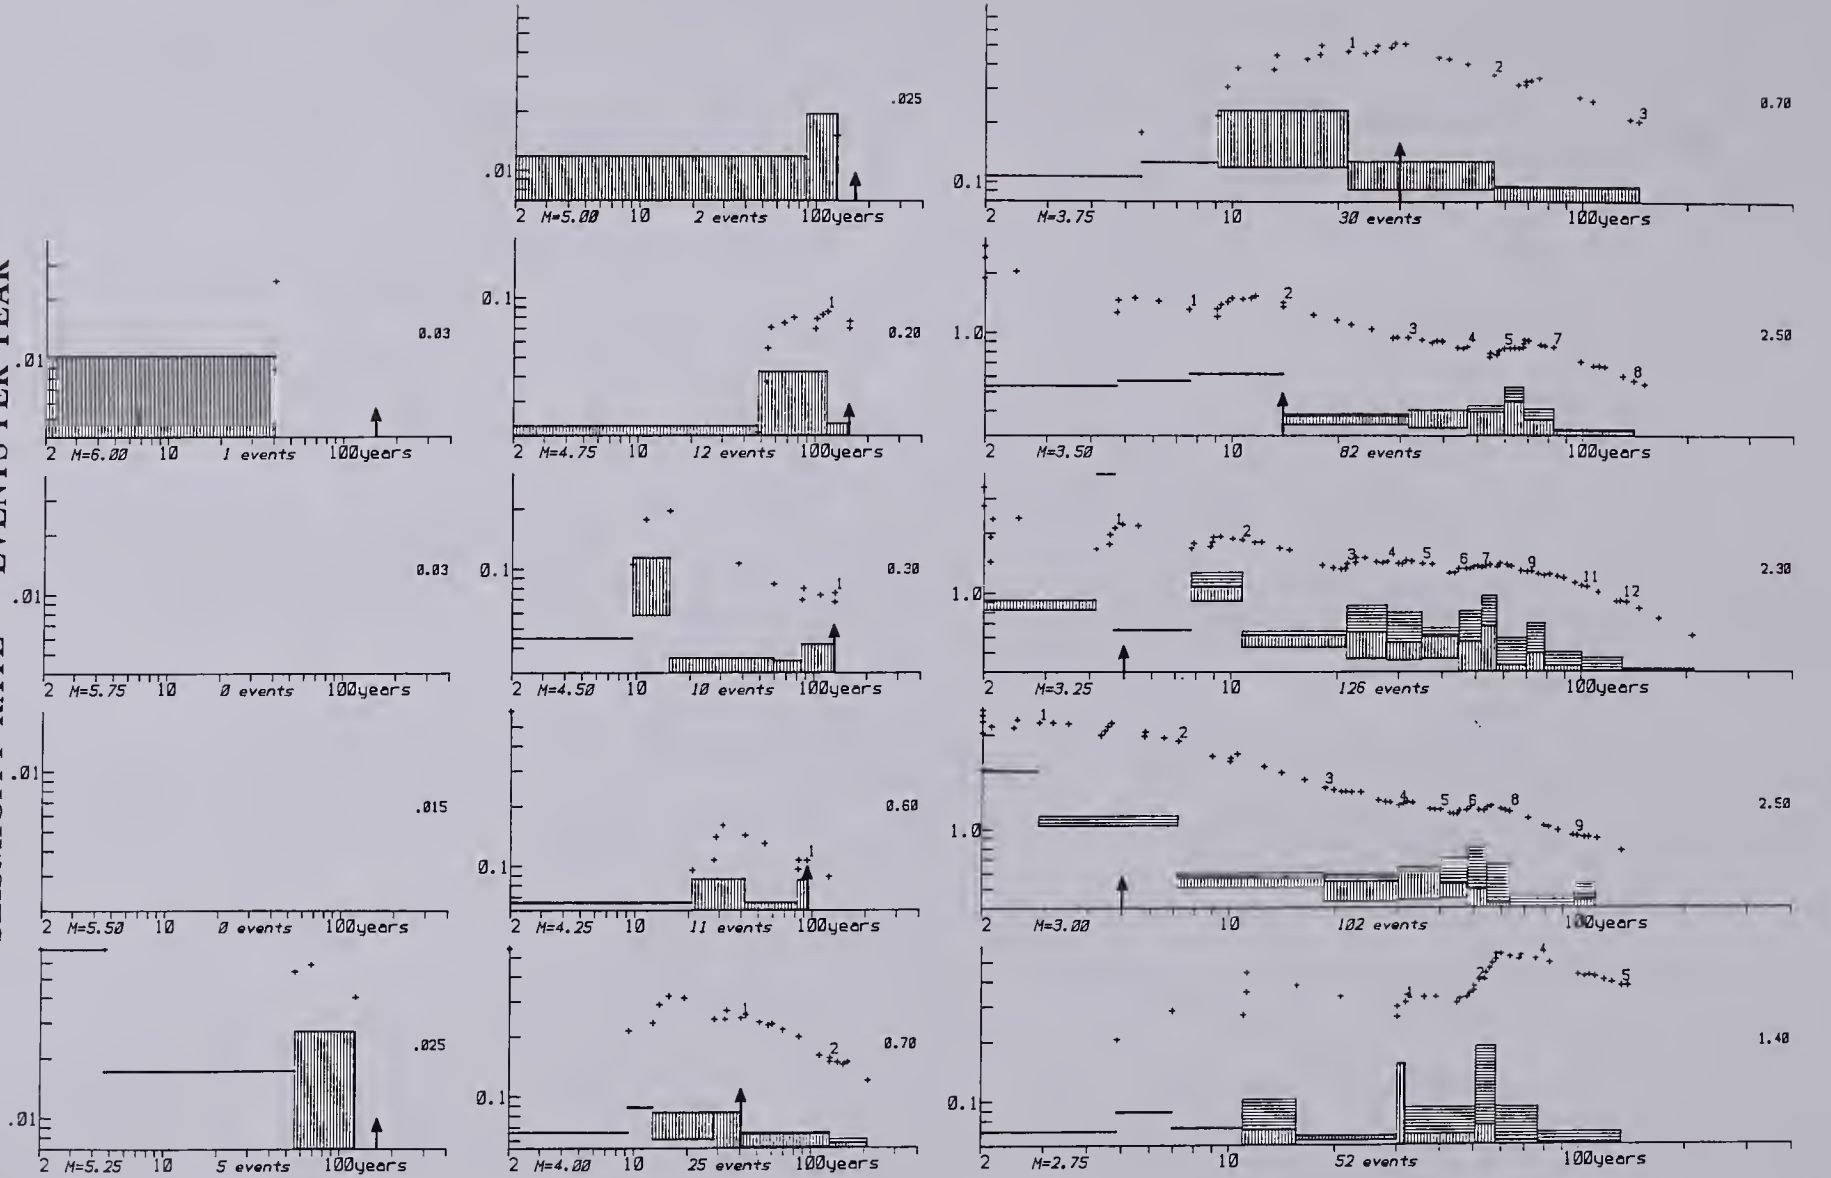 SEISMICITY RATE - EVENTS PER YEAR
.01
0.03
2 M=6.00 10 1 events 100years
.01
0.03
2 M=5.75 10 0 events 100years
.01
.015
2 M=5.50 10 0 events 100years
.01
.025
2 M=5.25 10 5 events 100years
.01
.025
2 M=5.00 10 2 events 100years
0.1
1
0.20
2 M=4.75 10 12 events 100years
0.1
1
0.30
2 M=4.50 10 10 events 100years
0.1
1
0.60
2 M=4.25 10 11 events 100years
0.1
1 2
0.70
2 M=4.00 10 25 events 100years
0.1
1 2 3
0.70
2 M=3.75 10 30 events 100years
1.0
1 2 3 4 5 7 8
2.50
2 M=3.50 10 82 events 100years
1.0
1 2 3 4 5 6 7 9 11 12
2.30
2 M=3.25 10 126 events 100years
1.0
1 2 3 4 5 6 8 9
2.50
2 M=3.00 10 102 events 100years
0.1
1 2 4 5
1.40
2 M=2.75 10 52 events 100years